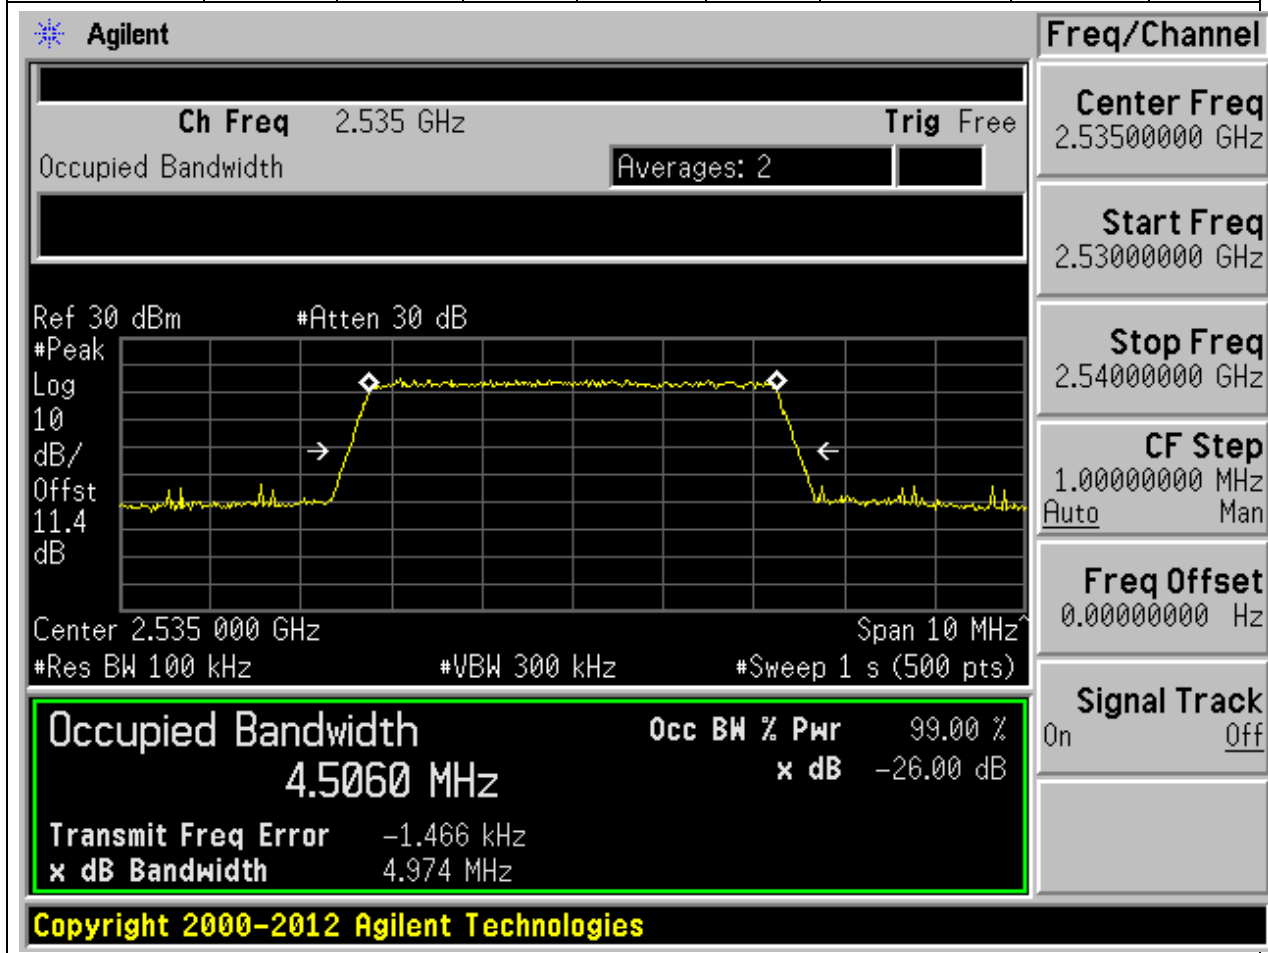 Agilent
Freq/Channel
Ch Freq 2.535 GHz Trig Free
Occupied Bandwidth Averages: 2
Center Freq
2.53500000 GHz
Start Freq
2.53000000 GHz
Stop Freq
2.54000000 GHz
CF Step
1.00000000 MHz
Auto Man
Freq Offset
0.00000000 Hz
Signal Track
On Off
Ref 30 dBm #Atten 30 dB
#Peak
Log
10
dB/
Offst
11.4
dB
Center 2.535 000 GHz Span 10 MHz^
#Res BW 100 kHz #VBW 300 kHz #Sweep 1 s (500 pts)
Occupied Bandwidth Occ BW % Pwr 99.00 %
4.5060 MHz x dB -26.00 dB
Transmit Freq Error -1.466 kHz
x dB Bandwidth 4.974 MHz
Copyright 2000-2012 Agilent Technologies